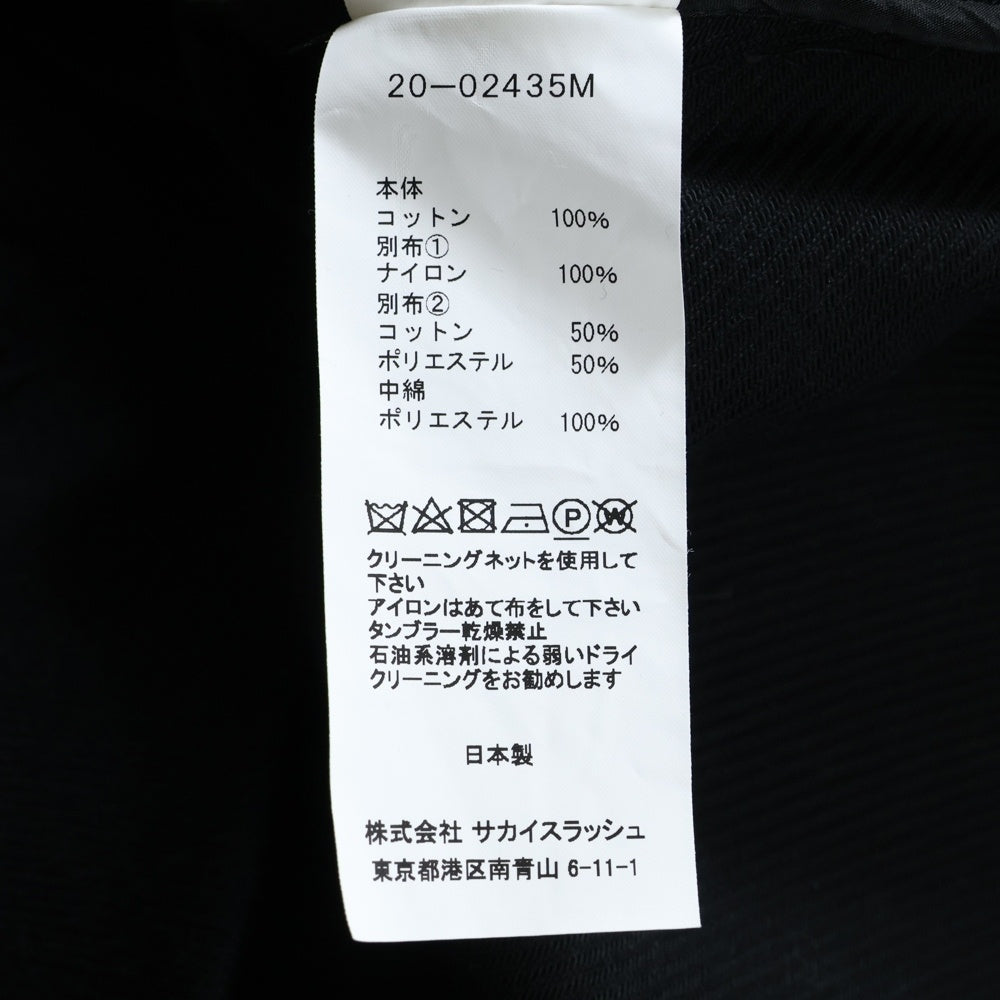 20−02435M
本体
コットン 100%
別布①
ナイロン 100%
別布②
コットン 50%
ポリエステル 50%
中綿
ポリエステル 100%
P W
クリーニングネットを使用して
下さい
アイロンはあて布をして下さい
タンブラー乾燥禁止
石油系溶剤による弱いドライ
クリーニングをお勧めします
日本製
株式会社 サカイスラッシュ
東京都港区南青山 6-11-1